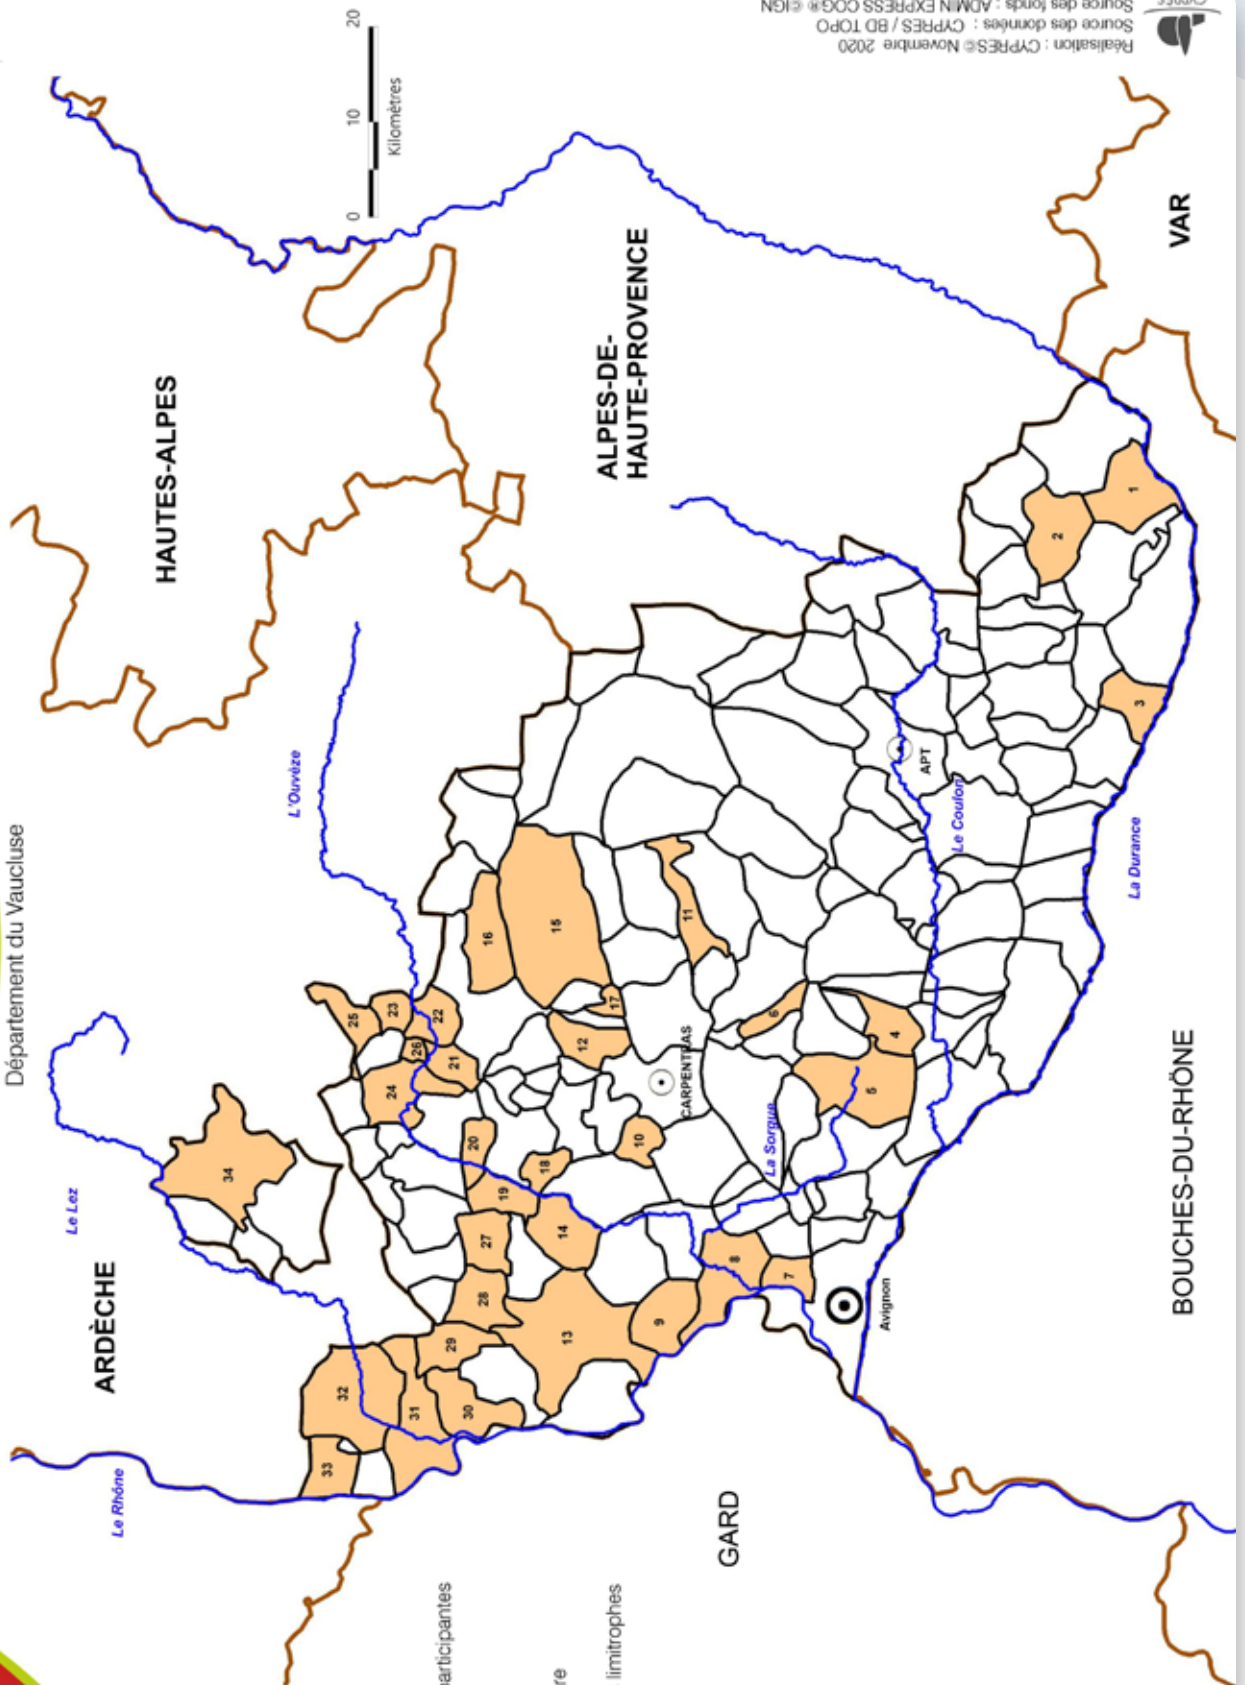 Département du Vaucluse
HAUTES-ALPES
0 10 20
Kilomètres
ARDÈCHE
ALPES-DE-
HAUTE-PROVENCE
VAR
GARD
BOUCHES-DU-RHÔNE
Le Rhône
Le Lez
L'Ouvèze
La Sorgue
Le Coulon
La Durance
CARPENTRAS
APT
Avignon
1
2
3
4
5
6
7
8
9
10
11
12
13
14
15
16
17
18
19
20
21
22
23
24
25
26
27
28
29
30
31
32
33
34
articipantes
re
limitrophes
Réalisation : CYPRES© Novembre 2020
Source des données : CYPRES / BD TOPO
Source des fonds : ADMIN EXPRESS COG® © IGN